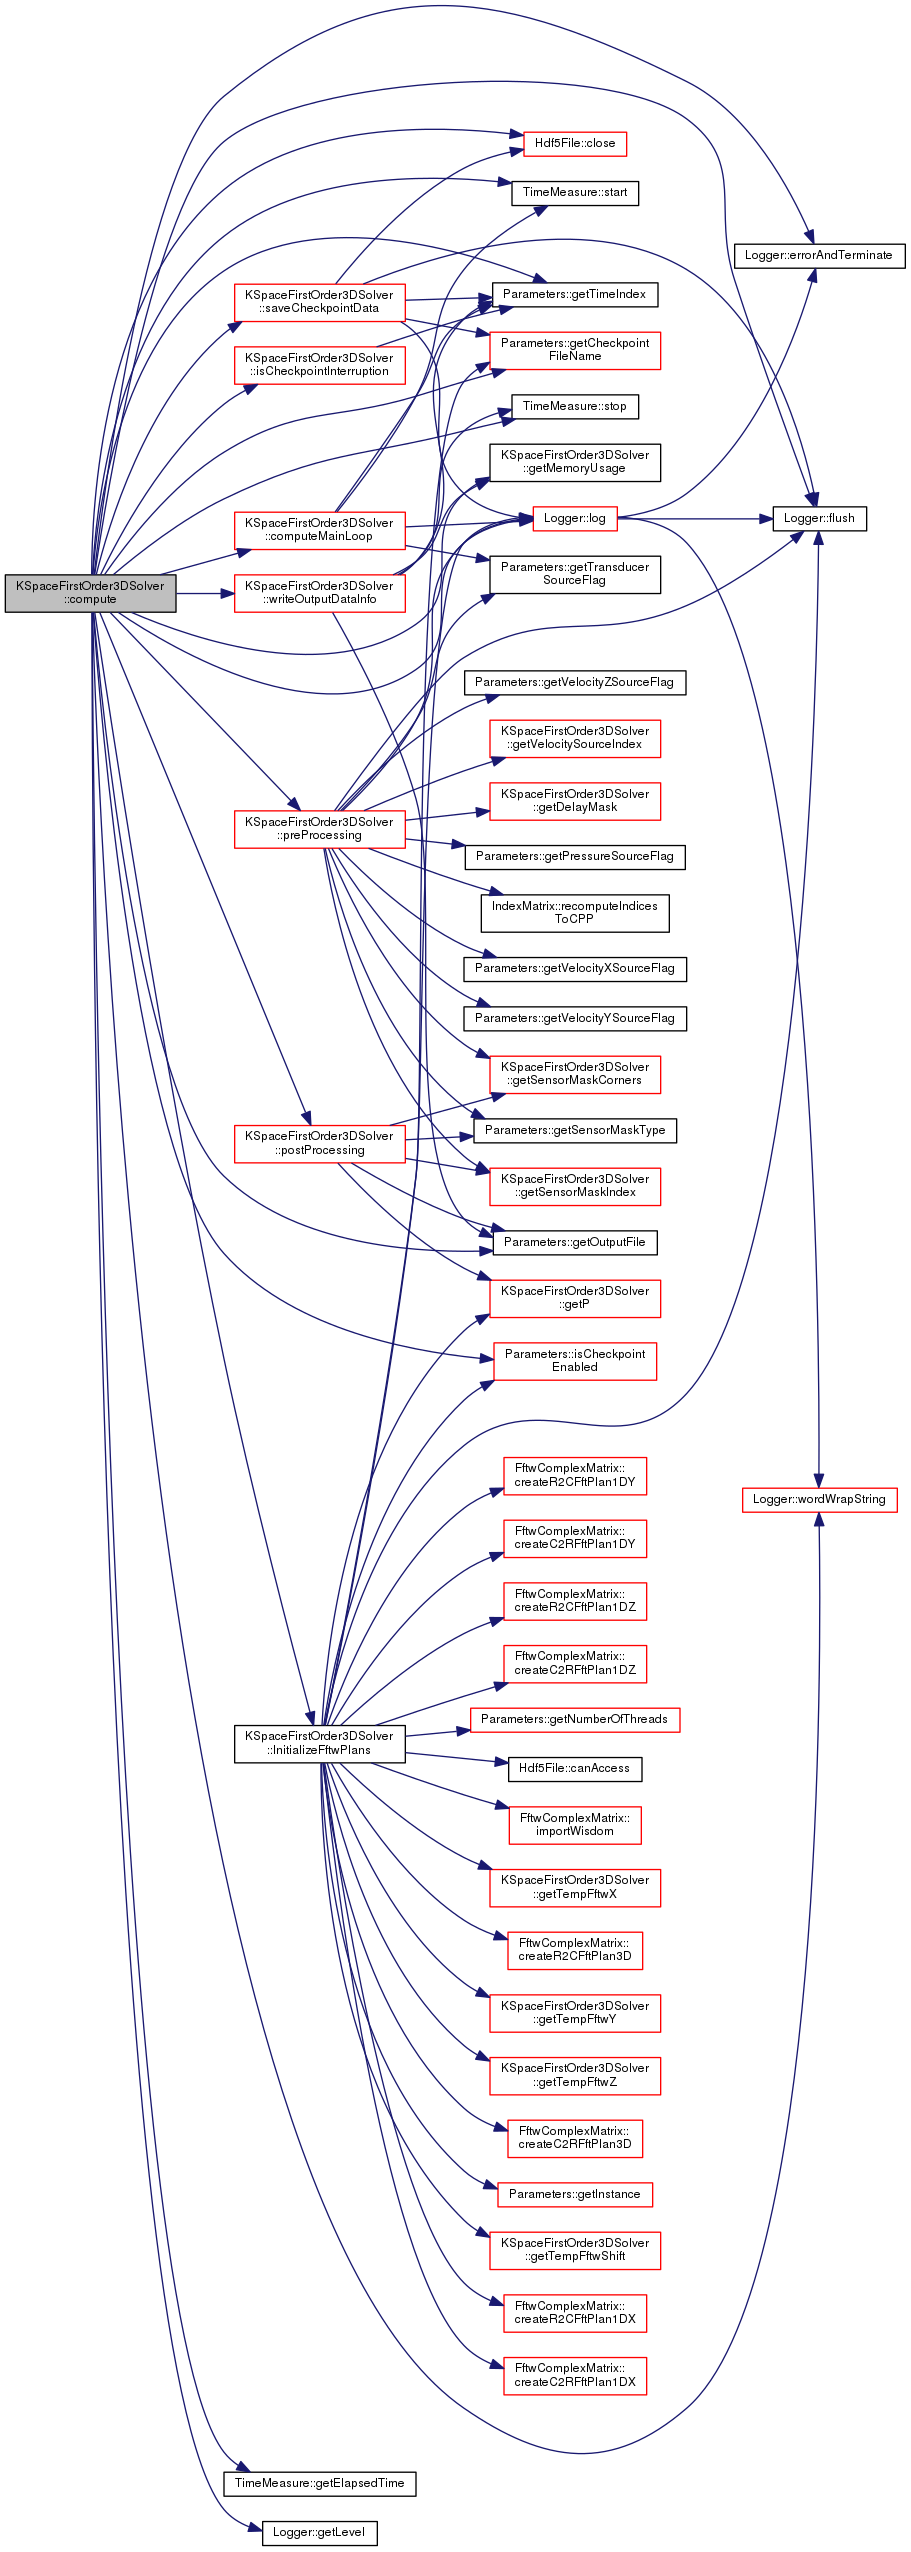 Hdf5File::close
TimeMeasure::start
Logger::errorAndTerminate
KSpaceFirstOrder3DSolver
::saveCheckpointData
Parameters::getTimeIndex
KSpaceFirstOrder3DSolver
::isCheckpointInterruption
Parameters::getCheckpoint
FileName
TimeMeasure::stop
KSpaceFirstOrder3DSolver
::getMemoryUsage
KSpaceFirstOrder3DSolver
::computeMainLoop
Logger::log
Logger::flush
KSpaceFirstOrder3DSolver
::compute
KSpaceFirstOrder3DSolver
::writeOutputDataInfo
Parameters::getTransducer
SourceFlag
Parameters::getVelocityZSourceFlag
KSpaceFirstOrder3DSolver
::getVelocitySourceIndex
KSpaceFirstOrder3DSolver
::getDelayMask
KSpaceFirstOrder3DSolver
::preProcessing
Parameters::getPressureSourceFlag
IndexMatrix::recomputeIndices
ToCPP
Parameters::getVelocityXSourceFlag
Parameters::getVelocityYSourceFlag
KSpaceFirstOrder3DSolver
::getSensorMaskCorners
Parameters::getSensorMaskType
KSpaceFirstOrder3DSolver
::postProcessing
KSpaceFirstOrder3DSolver
::getSensorMaskIndex
Parameters::getOutputFile
KSpaceFirstOrder3DSolver
::getP
Parameters::isCheckpoint
Enabled
FftwComplexMatrix::
createR2CFftPlan1DY
Logger::wordWrapString
FftwComplexMatrix::
createC2RFftPlan1DY
FftwComplexMatrix::
createR2CFftPlan1DZ
FftwComplexMatrix::
createC2RFftPlan1DZ
Parameters::getNumberOfThreads
KSpaceFirstOrder3DSolver
::InitializeFftwPlans
Hdf5File::canAccess
FftwComplexMatrix::
importWisdom
KSpaceFirstOrder3DSolver
::getTempFftwX
FftwComplexMatrix::
createR2CFftPlan3D
KSpaceFirstOrder3DSolver
::getTempFftwY
KSpaceFirstOrder3DSolver
::getTempFftwZ
FftwComplexMatrix::
createC2RFftPlan3D
Parameters::getInstance
KSpaceFirstOrder3DSolver
::getTempFftwShift
FftwComplexMatrix::
createR2CFftPlan1DX
FftwComplexMatrix::
createC2RFftPlan1DX
TimeMeasure::getElapsedTime
Logger::getLevel